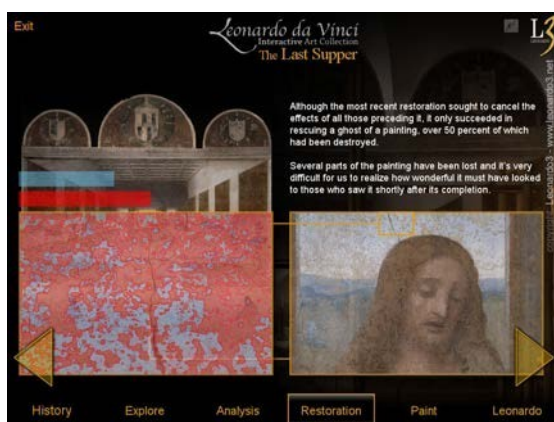 Exit
Leonardo da Vinci
Interactive Art Collection
The Last Supper
L3
Although the most recent restoration sought to cancel the
effects of all those preceding it, it only succeeded in
rescuing a ghost of a painting, over 50 percent of which
had been destroyed.
Several parts of the painting have been lost and it's very
difficult for us to realize how wonderful it must have looked
to those who saw it shortly after its completion.
Leonardo3 - www.leonardo3.net
History Explore Analysis Restoration Paint Leonardo